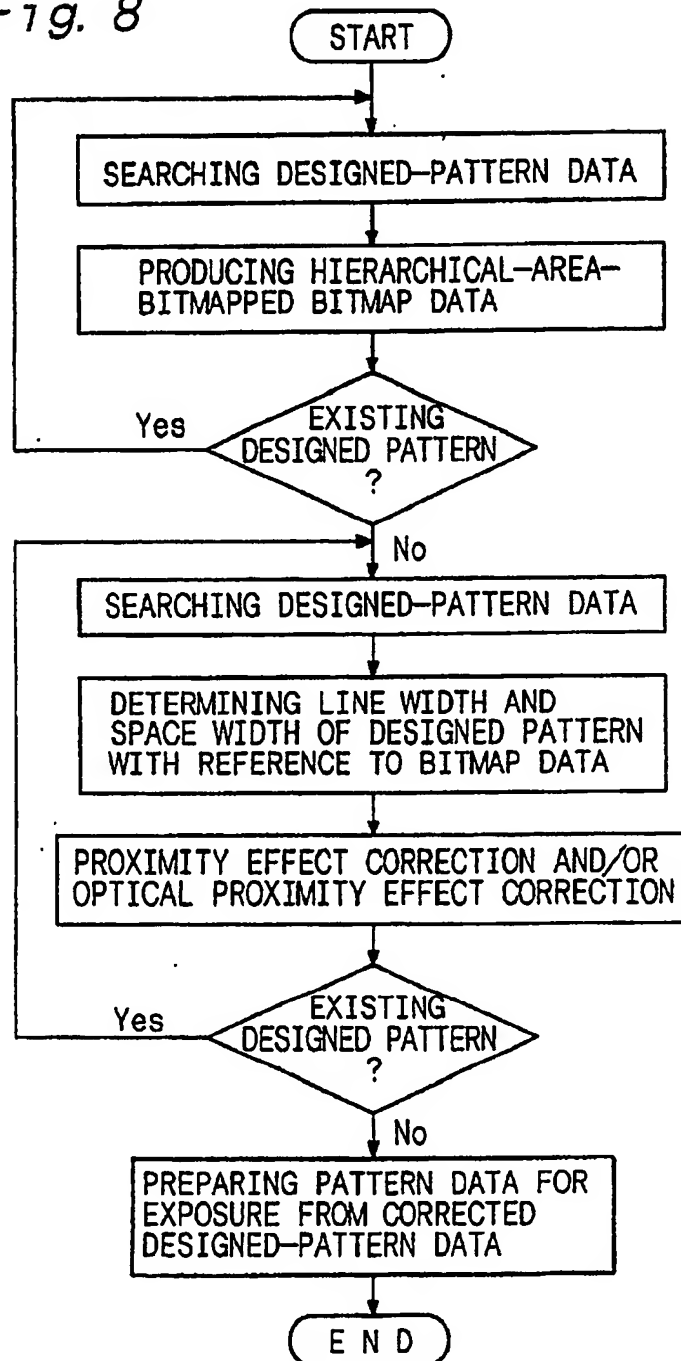 Fig. 8
START
SEARCHING DESIGNED-PATTERN DATA
PRODUCING HIERARCHICAL-AREA-
BITMAPPED BITMAP DATA
Yes
EXISTING
DESIGNED PATTERN
?
No
SEARCHING DESIGNED-PATTERN DATA
DETERMINING LINE WIDTH AND
SPACE WIDTH OF DESIGNED PATTERN
WITH REFERENCE TO BITMAP DATA
PROXIMITY EFFECT CORRECTION AND/OR
OPTICAL PROXIMITY EFFECT CORRECTION
Yes
EXISTING
DESIGNED PATTERN
?
No
PREPARING PATTERN DATA FOR
EXPOSURE FROM CORRECTED
DESIGNED-PATTERN DATA
E N D